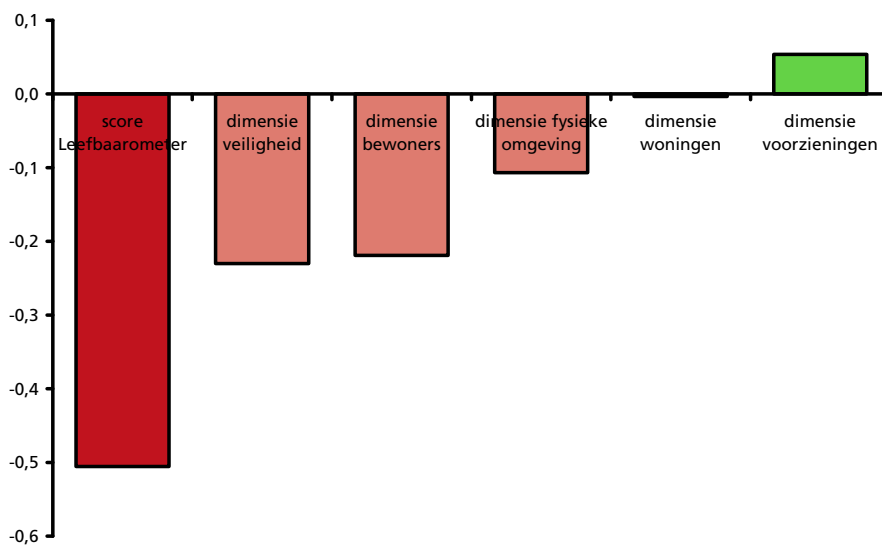 0,1
0,0
score
Leefbaarometer
dimensie
veiligheid
dimensie
bewoners
dimensie fysieke
omgeving
dimensie
woningen
dimensie
voorzieningen
-0,1
-0,2
-0,3
-0,4
-0,5
-0,6